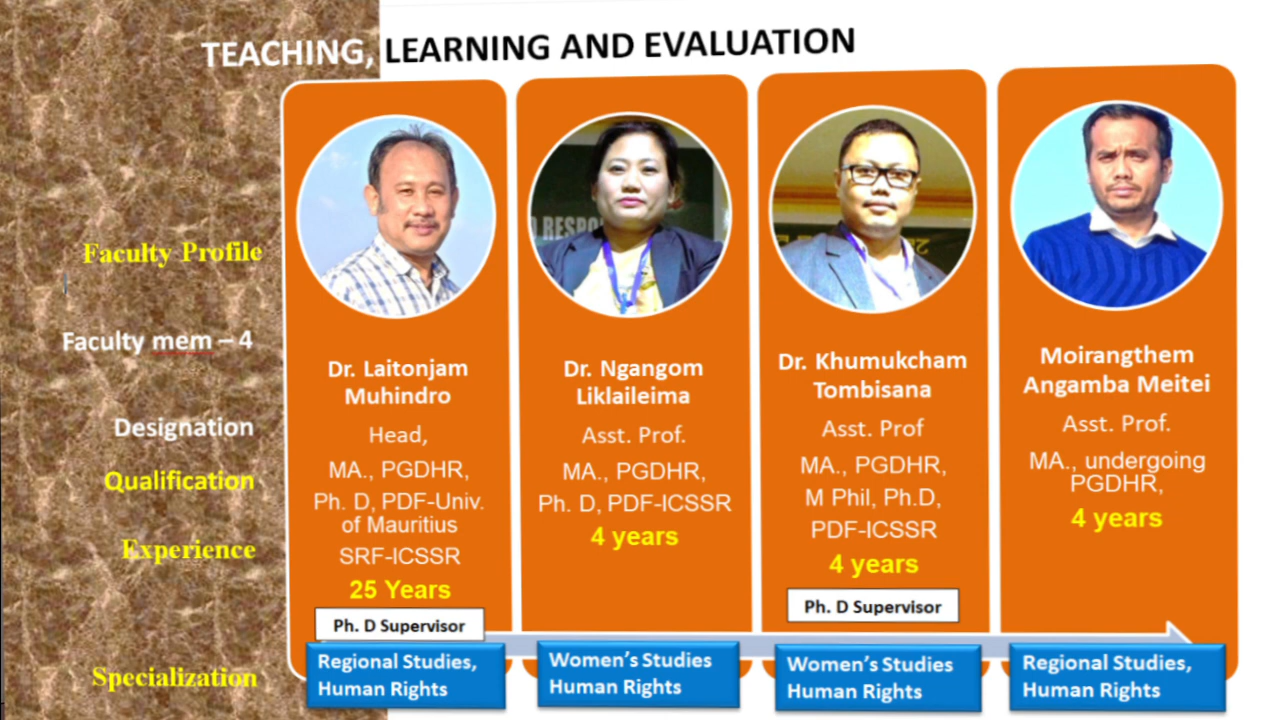 TEACHING, LEARNING AND EVALUATION
Faculty Profile
Faculty mem – 4
Designation
Qualification
Experience
Specialization
Dr. Laitonjam
Muhindro
Head,
MA., PGDHR,
Ph. D, PDF-Univ.
of Mauritius
SRF-ICSSR
25 Years
Ph. D Supervisor
Regional Studies,
Human Rights
RESPO
Dr. Ngangom
Liklaileima
Asst. Prof.
MA., PGDHR,
Ph. D, PDF-ICSSR
4 years
Women’s Studies
Human Rights
Dr. Khumukcham
Tombisana
Asst. Prof
MA., PGDHR,
M Phil, Ph.D,
PDF-ICSSR
4 years
Ph. D Supervisor
Women’s Studies
Human Rights
Moirangthem
Angamba Meitei
Asst. Prof.
MA., undergoing
PGDHR,
4 years
Regional Studies,
Human Rights